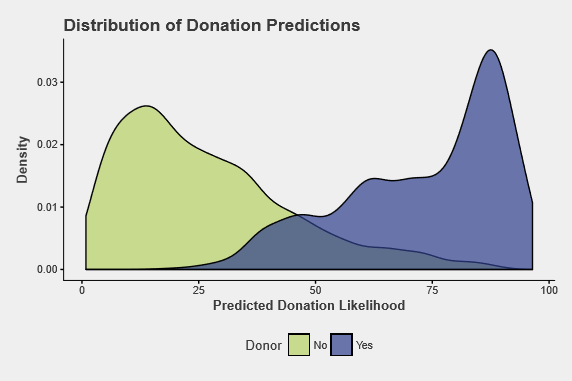 Distribution of Donation Predictions
Density
0.03
0.02
0.01
0.00
0 25 50 75 100
Predicted Donation Likelihood
Donor No Yes